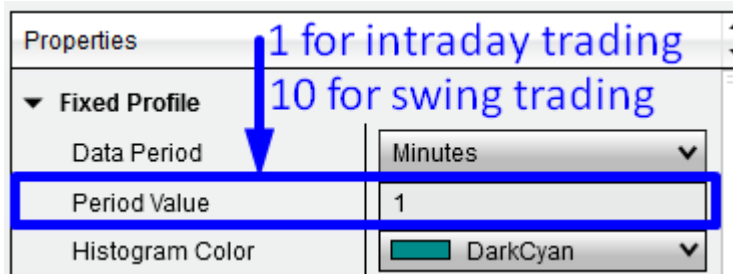 Properties
1 for intraday trading
10 for swing trading
▼ Fixed Profile
Data Period Minutes
Period Value 1
Histogram Color DarkCyan